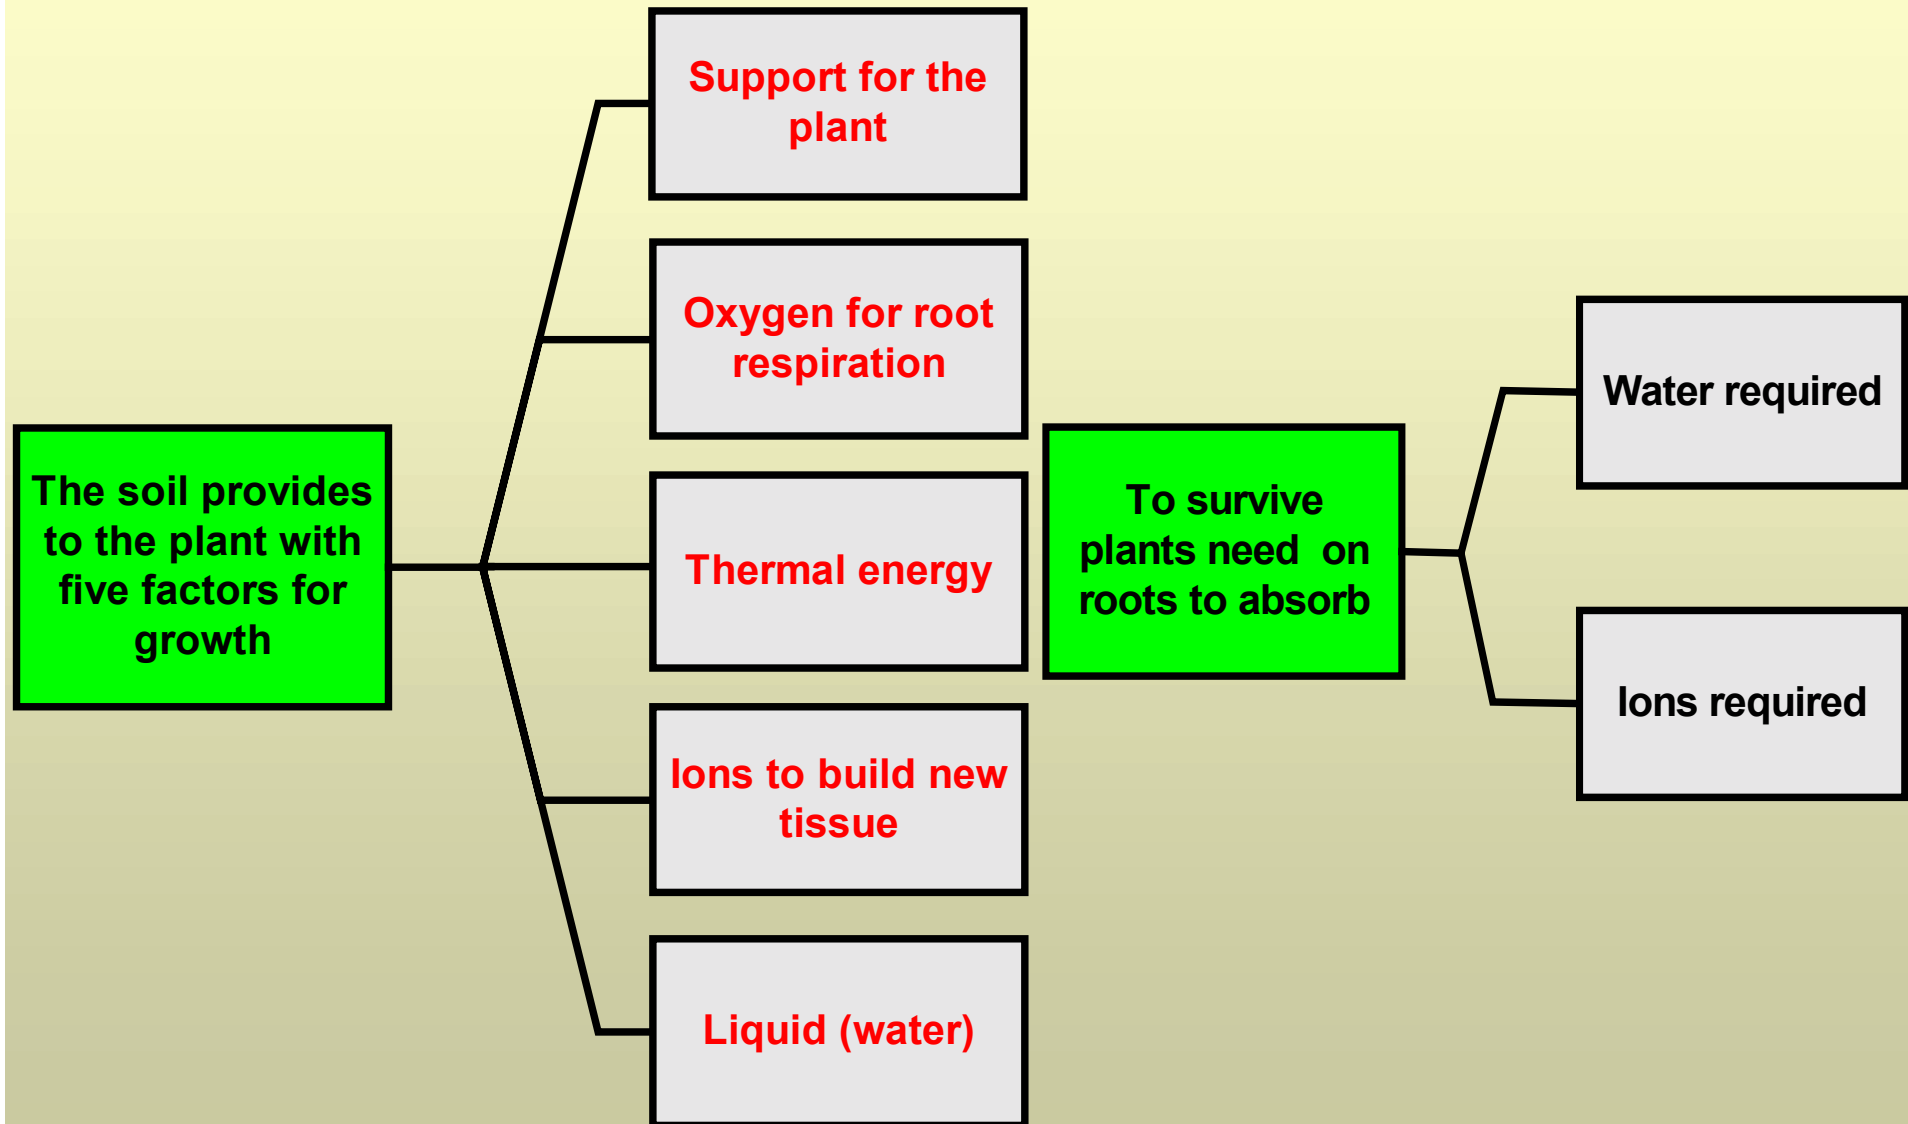 The soil provides
to the plant with
five factors for
growth
Support for the
plant
Oxygen for root
respiration
Thermal energy
Ions to build new
tissue
Liquid (water)
To survive
plants need  on
roots to absorb
Water required
Ions required